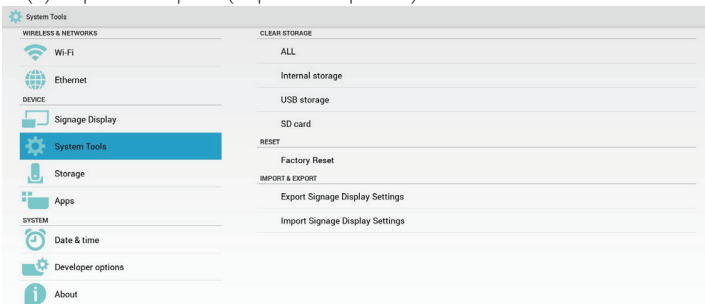 System Tools
WIRELESS & NETWORKS
Wi-Fi
Ethernet
DEVICE
Signage Display
System Tools
Storage
Apps
SYSTEM
Date & time
Developer options
About
CLEAR STORAGE
ALL
Internal storage
USB storage
SD card
RESET
Factory Reset
IMPORT & EXPORT
Export Signage Display Settings
Import Signage Display Settings